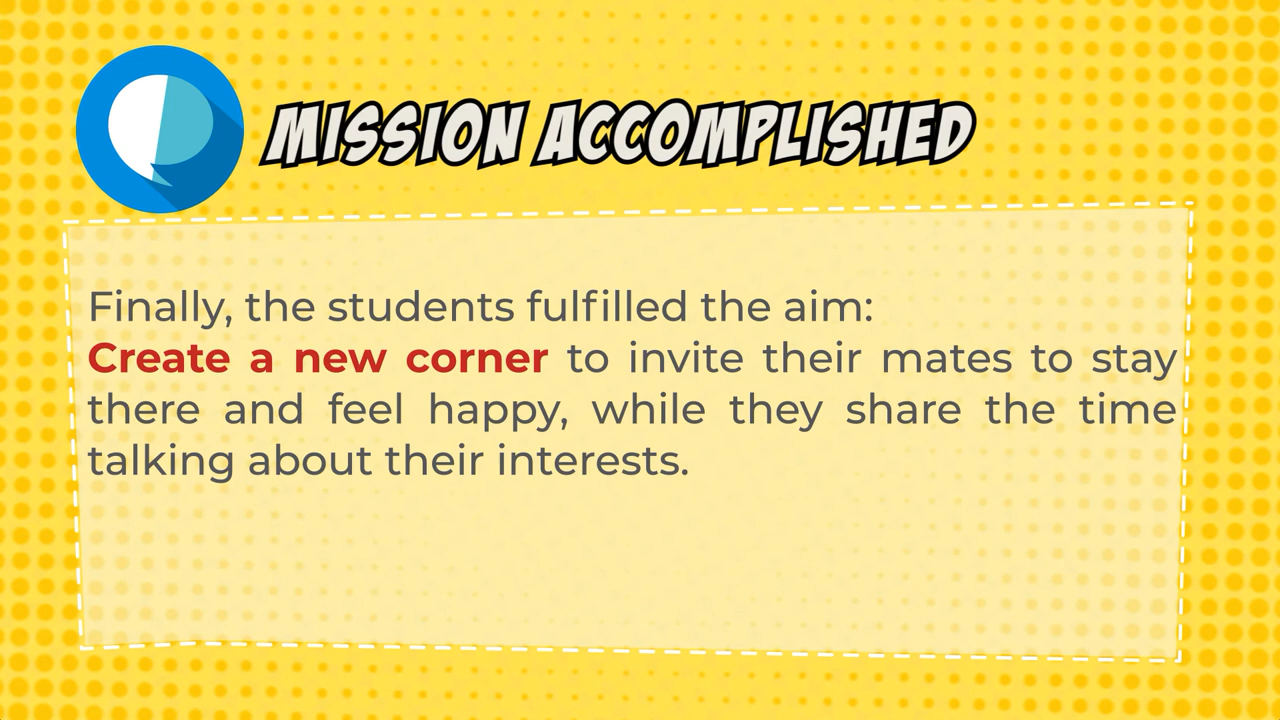 MISSION ACCOMPLISHED
Finally, the students fulfilled the aim:
Create a new corner to invite their mates to stay
there and feel happy, while they share the time
talking about their interests.